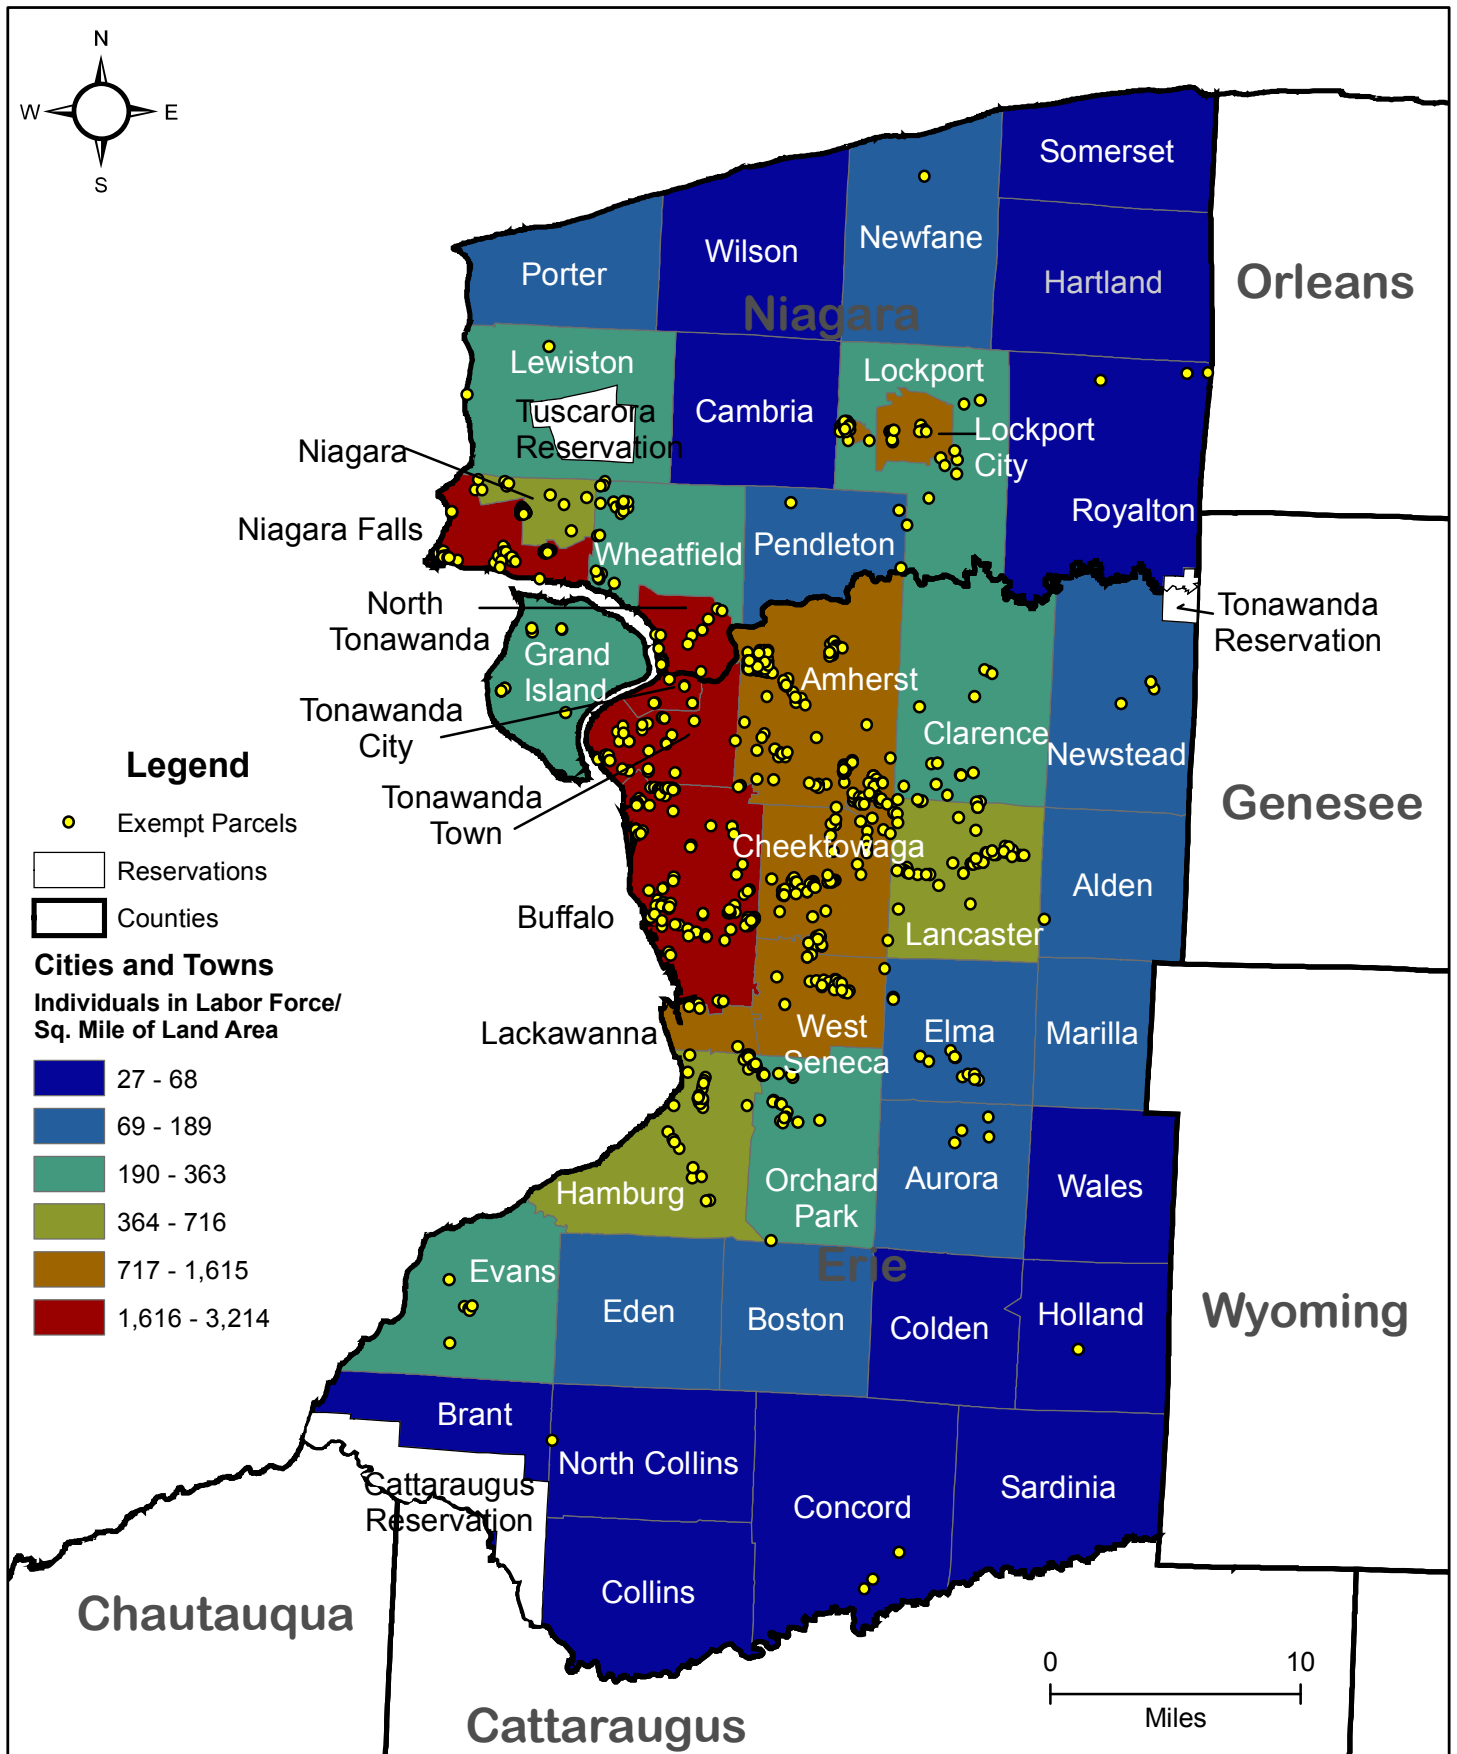 N
W
E
S
Somerset
Newfane
Wilson
Porter
Hartland
Orleans
Niagara
Lewiston
Lockport
Tuscarora
Reservation
Cambria
Lockport
City
Niagara
Royalton
Niagara Falls
Wheatfield
Pendleton
North
Tonawanda
Tonawanda
Reservation
Grand
Island
Amherst
Tonawanda
City
Clarence
Newstead
Tonawanda
Town
Genesee
Cheektowaga
Alden
Buffalo
Lancaster
Lackawanna
West
Seneca
Elma
Marilla
Hamburg
Orchard
Park
Aurora
Wales
Erie
Evans
Eden
Boston
Colden
Holland
Wyoming
Brant
North Collins
Cattaraugus
Reservation
Concord
Sardinia
Collins
Chautauqua
Cattaraugus
Legend
Exempt Parcels
Reservations
Counties
Cities and Towns
Individuals in Labor Force/
Sq. Mile of Land Area
27 - 68
69 - 189
190 - 363
364 - 716
717 - 1,615
1,616 - 3,214
0 10
Miles